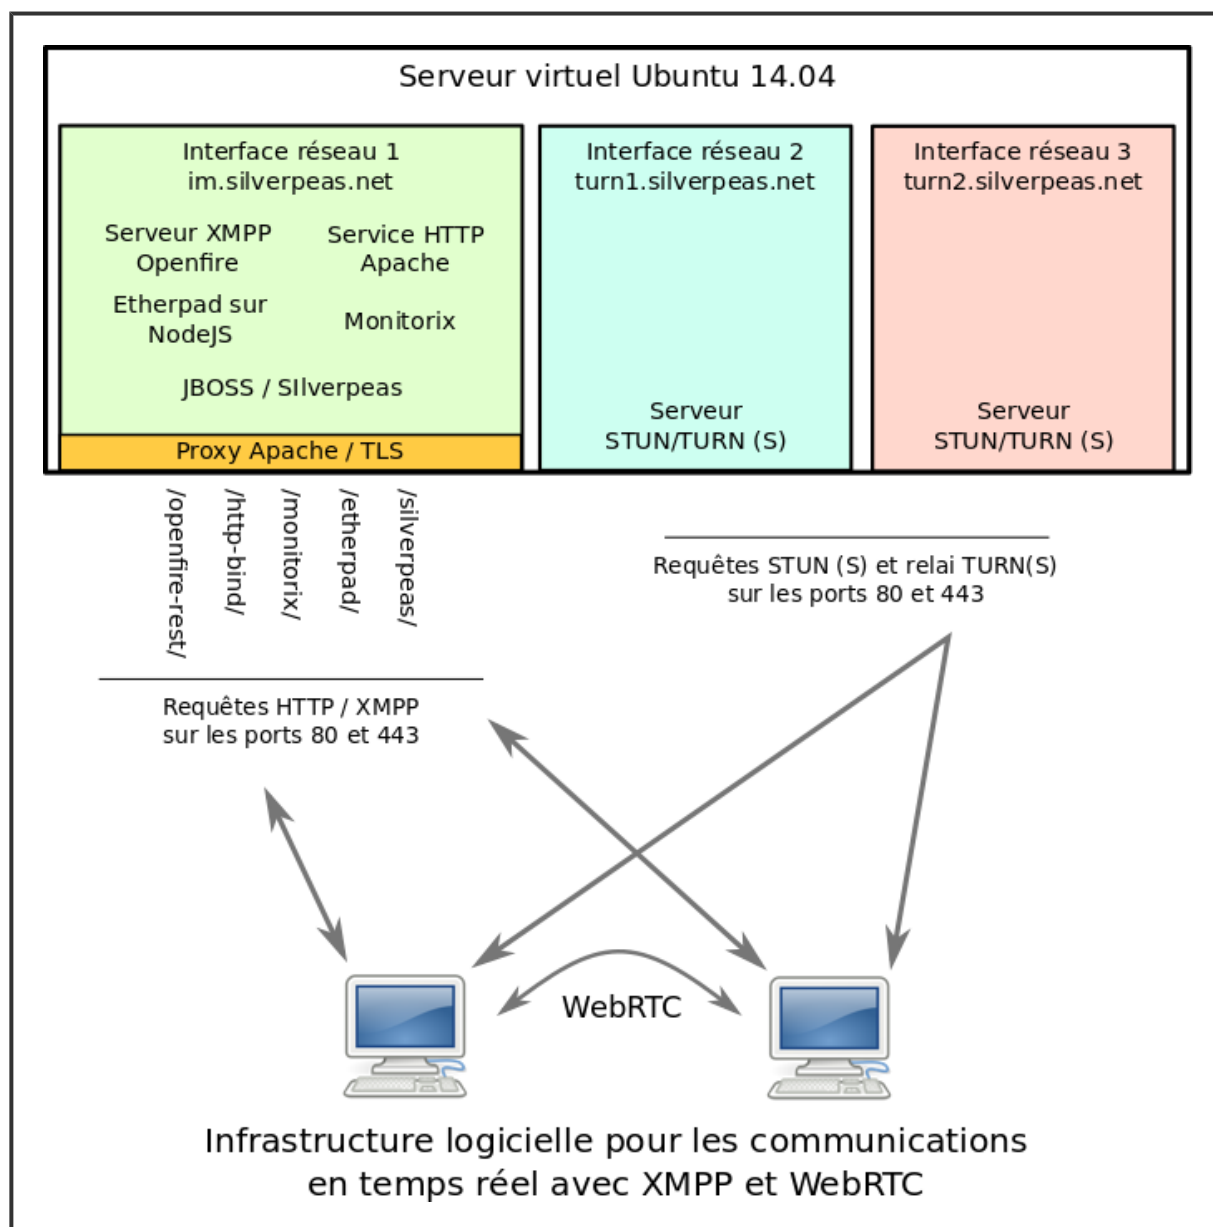 Serveur virtuel Ubuntu 14.04
Interface réseau 1
im.silverpeas.net
Serveur XMPP
Openfire
Service HTTP
Apache
Etherpad sur
NodeJS
Monitorix
JBOSS / SIlverpeas
Proxy Apache / TLS
Interface réseau 2
turn1.silverpeas.net
Serveur
STUN/TURN (S)
Interface réseau 3
turn2.silverpeas.net
Serveur
STUN/TURN (S)
/openfire-rest/
/http-bind/
/monitorix/
/etherpad/
/silverpeas/
Requêtes STUN (S) et relai TURN(S)
sur les ports 80 et 443
Requêtes HTTP / XMPP
sur les ports 80 et 443
WebRTC
Infrastructure logicielle pour les communications
en temps réel avec XMPP et WebRTC